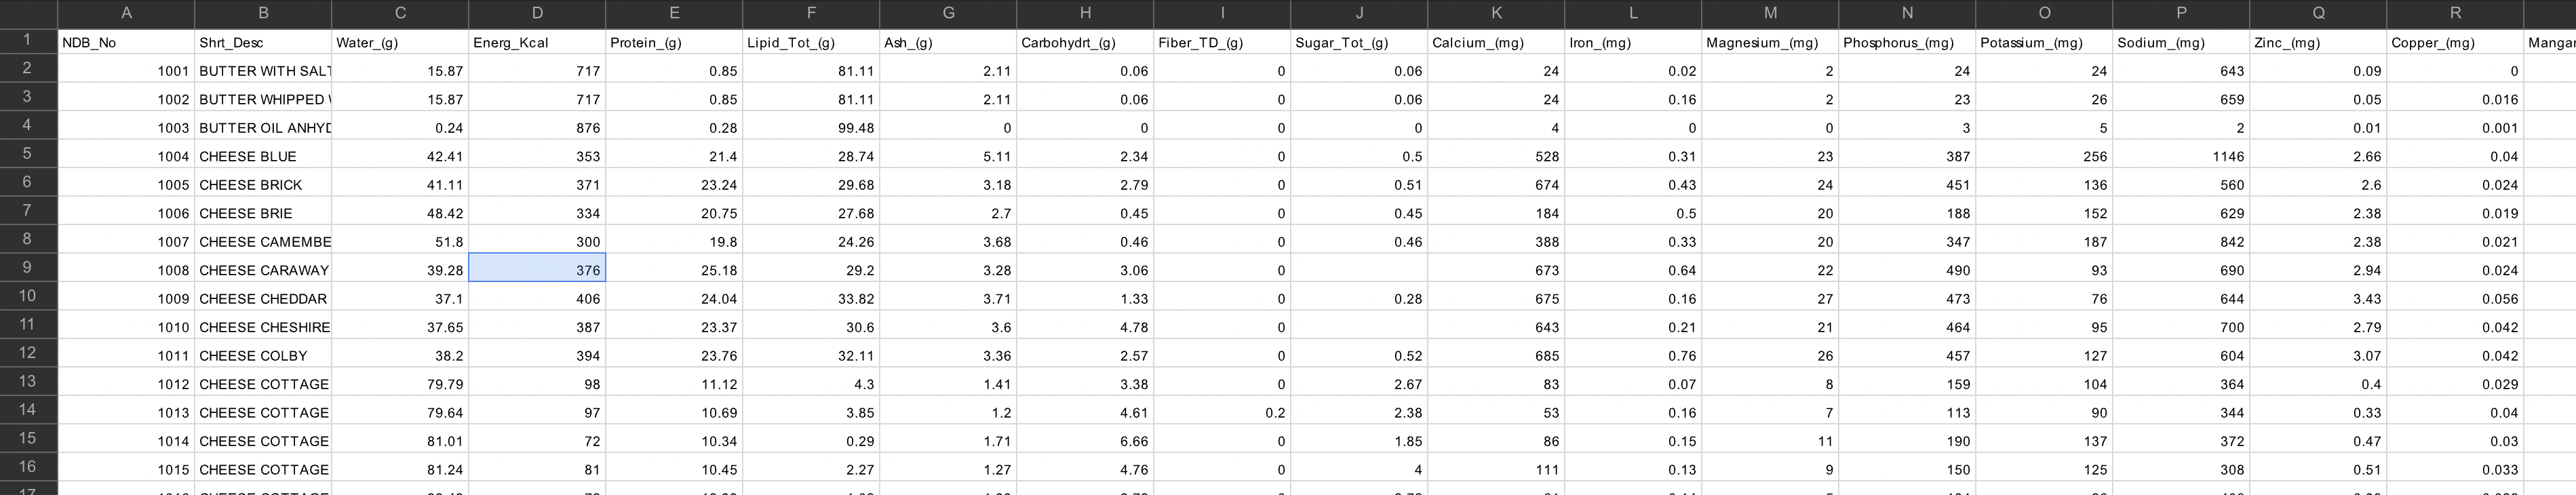 A B C D E F G H I J K L M N O P Q R
1 NDB_No Shrt_Desc Water_(g) Energ_Kcal Protein_(g) Lipid_Tot_(g) Ash_(g) Carbohydrt_(g) Fiber_TD_(g) Sugar_Tot_(g) Calcium_(mg) Iron_(mg) Magnesium_(mg) Phosphorus_(mg) Potassium_(mg) Sodium_(mg) Zinc_(mg) Copper_(mg) Mangar
2 1001 BUTTER WITH SALT 15.87 717 0.85 81.11 2.11 0.06 0 0.06 24 0.02 2 24 24 643 0.09 0
3 1002 BUTTER WHIPPED 15.87 717 0.85 81.11 2.11 0.06 0 0.06 24 0.16 2 23 26 659 0.05 0.016
4 1003 BUTTER OIL ANHYD 0.24 876 0.28 99.48 0 0 0 0 4 0 0 3 5 2 0.01 0.001
5 1004 CHEESE BLUE 42.41 353 21.4 28.74 5.11 2.34 0 0.5 528 0.31 23 387 256 1146 2.66 0.04
6 1005 CHEESE BRICK 41.11 371 23.24 29.68 3.18 2.79 0 0.51 674 0.43 24 451 136 560 2.6 0.024
7 1006 CHEESE BRIE 48.42 334 20.75 27.68 2.7 0.45 0 0.45 184 0.5 20 188 152 629 2.38 0.019
8 1007 CHEESE CAMEMBE 51.8 300 19.8 24.26 3.68 0.46 0 0.46 388 0.33 20 347 187 842 2.38 0.021
9 1008 CHEESE CARAWAY 39.28 376 25.18 29.2 3.28 3.06 0 673 0.64 22 490 93 690 2.94 0.024
10 1009 CHEESE CHEDDAR 37.1 406 24.04 33.82 3.71 1.33 0 0.28 675 0.16 27 473 76 644 3.43 0.056
11 1010 CHEESE CHESHIRE 37.65 387 23.37 30.6 3.6 4.78 0 643 0.21 21 464 95 700 2.79 0.042
12 1011 CHEESE COLBY 38.2 394 23.76 32.11 3.36 2.57 0 0.52 685 0.76 26 457 127 604 3.07 0.042
13 1012 CHEESE COTTAGE 79.79 98 11.12 4.3 1.41 3.38 0 2.67 83 0.07 8 159 104 364 0.4 0.029
14 1013 CHEESE COTTAGE 79.64 97 10.69 3.85 1.2 4.61 0.2 2.38 53 0.16 7 113 90 344 0.33 0.04
15 1014 CHEESE COTTAGE 81.01 72 10.34 0.29 1.71 6.66 0 1.85 86 0.15 11 190 137 372 0.47 0.03
16 1015 CHEESE COTTAGE 81.24 81 10.45 2.27 1.27 4.76 0 4 111 0.13 9 150 125 308 0.51 0.033